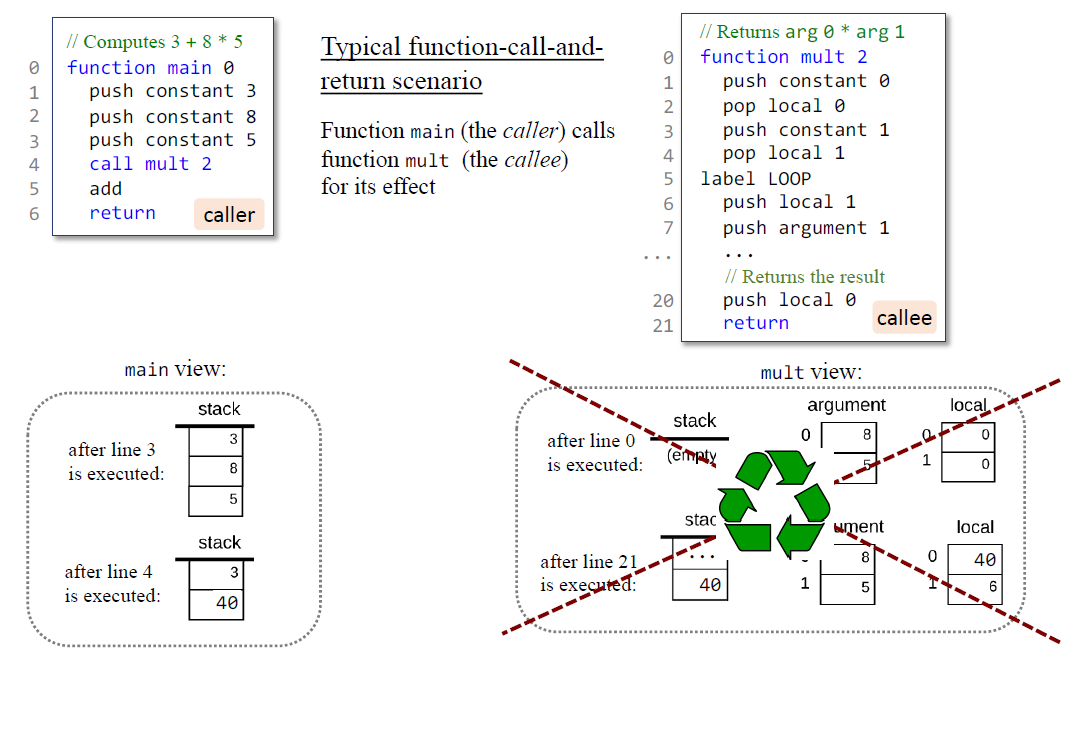 // Computes 3 + 8 * 5
0 function main 0
1 push constant 3
2 push constant 8
3 push constant 5
4 call mult 2
5 add
6 return
caller
Typical function-call-and-
return scenario
Function main (the caller) calls
function mult (the callee)
for its effect
// Returns arg 0 * arg 1
0 function mult 2
1 push constant 0
2 pop local 0
3 push constant 1
4 pop local 1
5 label LOOP
6 push local 1
7 push argument 1
... ...
// Returns the result
20 push local 0
21 return
callee
main view:
stack
after line 3
is executed:
3
8
5
stack
after line 4
is executed:
3
40
mult view:
stack argument local
after line 0
is executed:
(empty
0 8
5
0 0
1 0
stac ument local
after line 21
is executed:
...
40
8
1 5
0 40
1 6